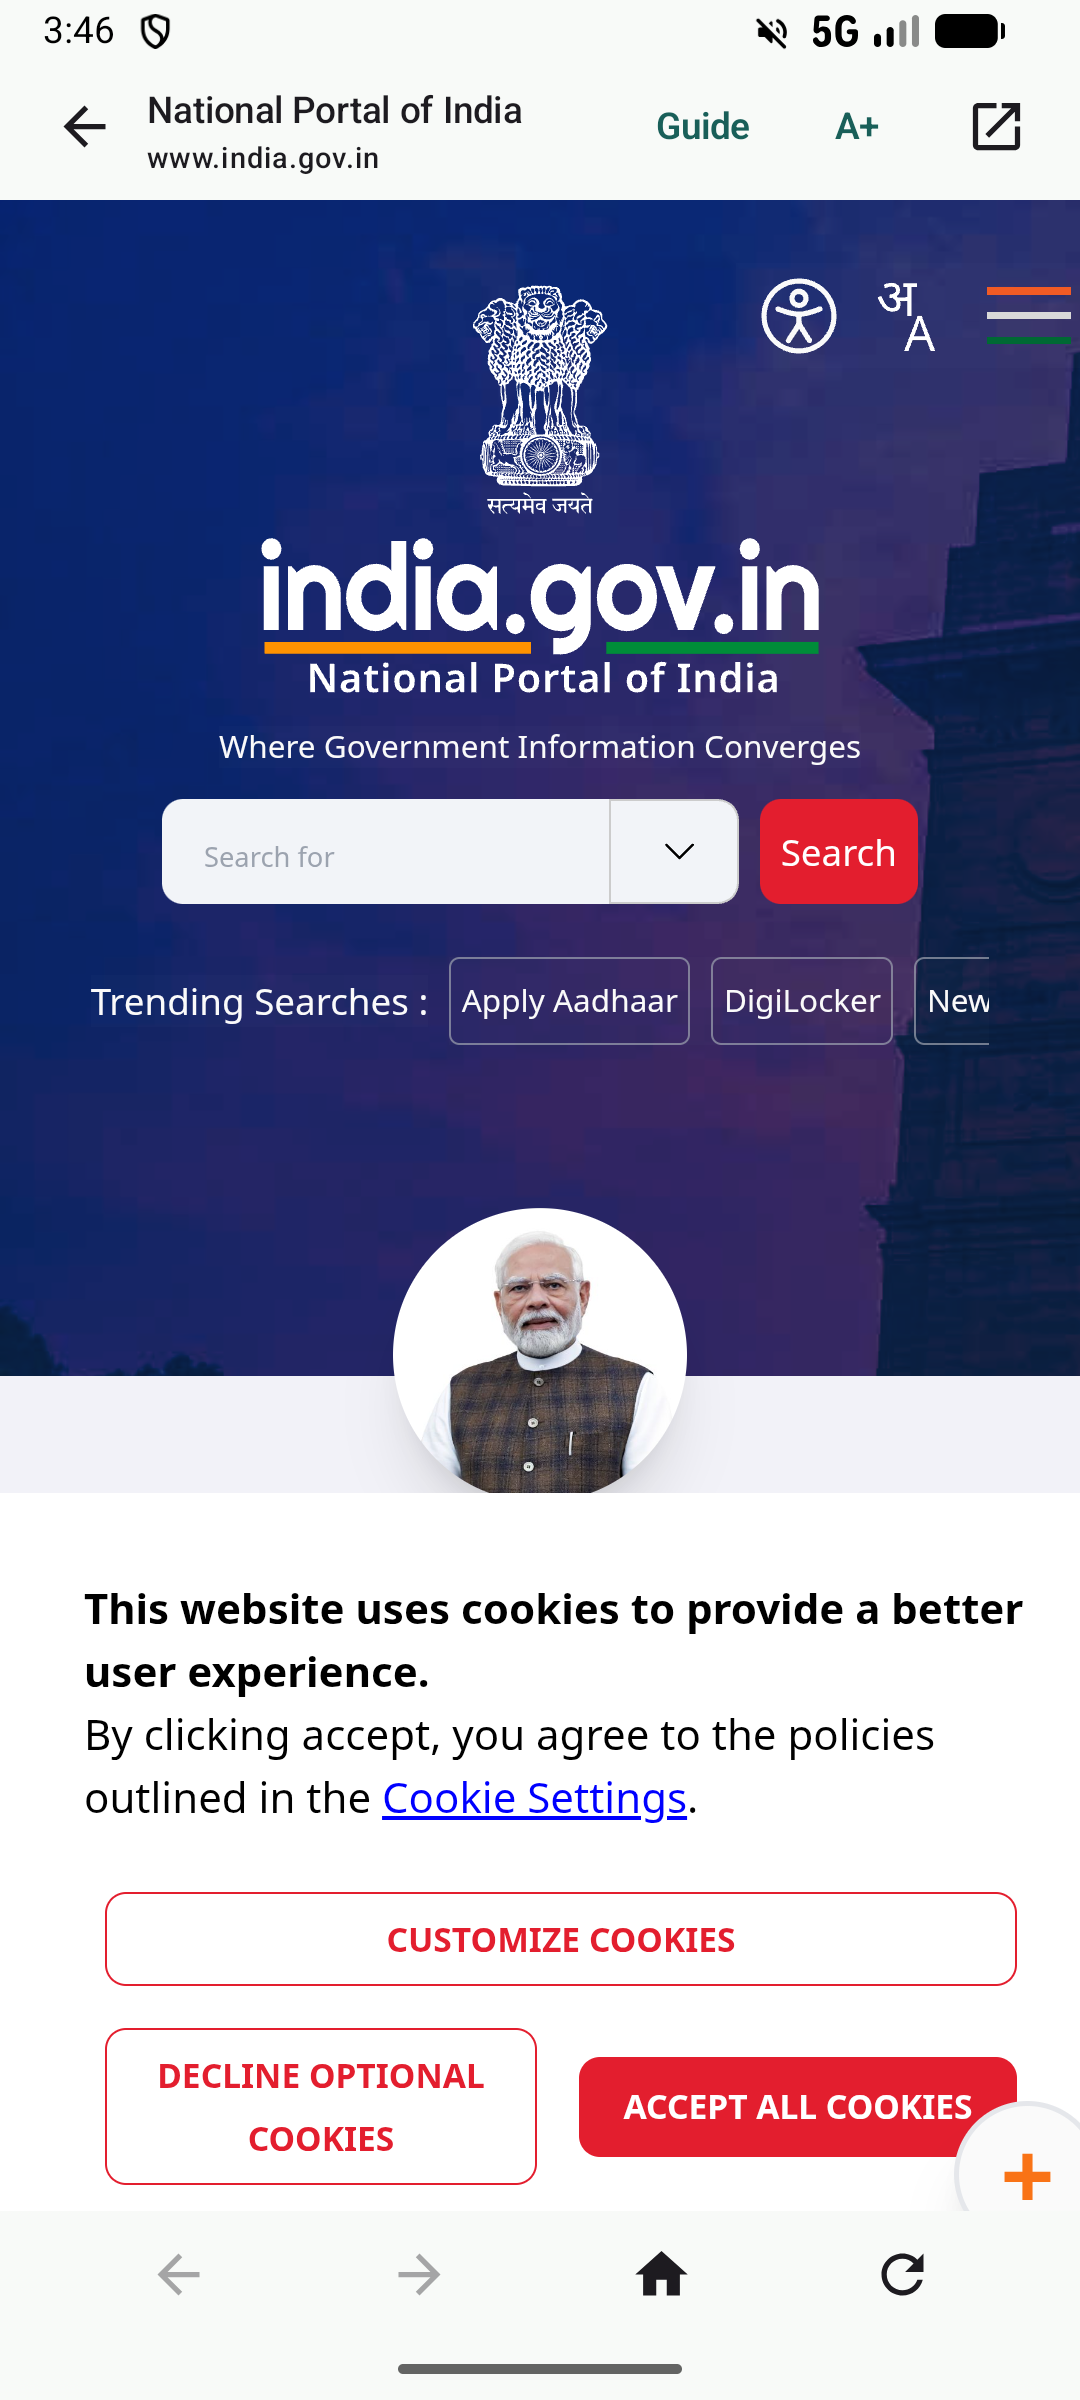 3:46
5G
National Portal of India
www.india.gov.in
Guide
A+
अ
A
सत्यमेव जयते
india.gov.in
National Portal of India
Where Government Information Converges
Search for
Search
Trending Searches :
Apply Aadhaar
DigiLocker
New
This website uses cookies to provide a better
user experience.
By clicking accept, you agree to the policies
outlined in the Cookie Settings.
CUSTOMIZE COOKIES
DECLINE OPTIONAL
COOKIES
ACCEPT ALL COOKIES